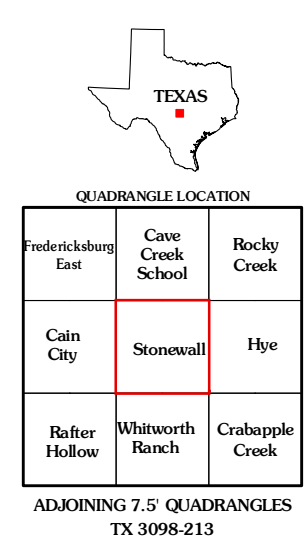 TEXAS
QUADRANGLE LOCATION
Fredericksburg
East
Cave
Creek
School
Rocky
Creek
Cain
City
Stonewall
Hye
Rafter
Hollow
Whitworth
Ranch
Crabapple
Creek
ADJOINING 7.5' QUADRANGLES
TX 3098-213